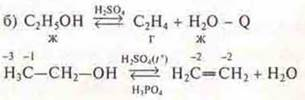 б) C₂H₅OH ⇌ C₂H₄ + H₂O – Q
H₂SO₄
ж г ж
–3 –1 –2 –2
H₃C—CH₂—OH ⇌ H₂C=CH₂ + H₂O
H₂SO₄(t°)
H₃PO₄